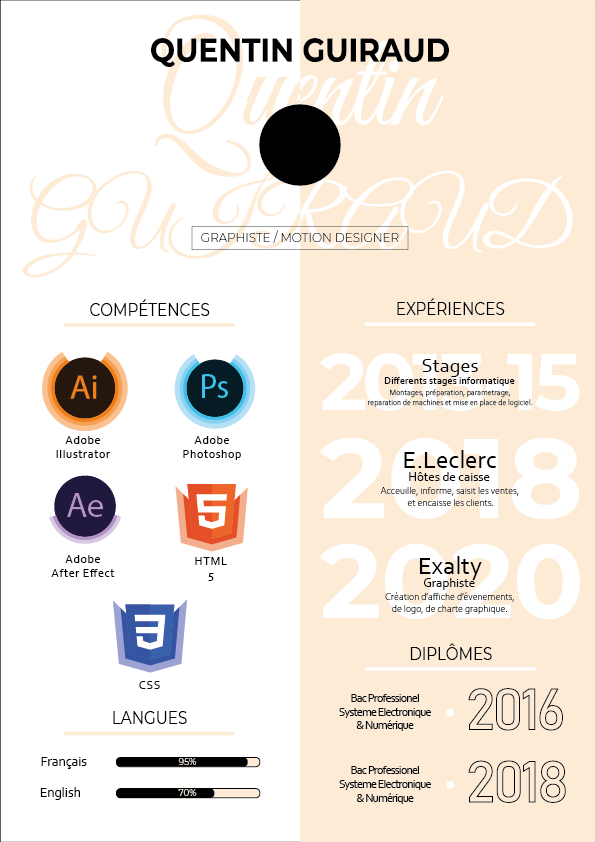 QUENTIN GUIRAUD
Quentin
GUIRAUD
GRAPHISTE / MOTION DESIGNER
COMPÉTENCES
Ai
Adobe
Illustrator
Ps
Adobe
Photoshop
Ae
Adobe
After Effect
5
HTML
5
3
CSS
LANGUES
Français
95%
English
70%
EXPÉRIENCES
Stages
Differents stages informatique
Montages, préparation, parametrage,
reparation de machines et mise en place de logiciel.
2018
E.Leclerc
Hôtes de caisse
Acceuille, informe, saisit les ventes,
et encaisse les clients.
2020
Exalty
Graphiste
Création d'affiche d'évenements,
de logo, de charte graphique.
DIPLÔMES
Bac Professionel
Systeme Electronique
& Numérique
2016
Bac Professionel
Systeme Electronique
& Numérique
2018